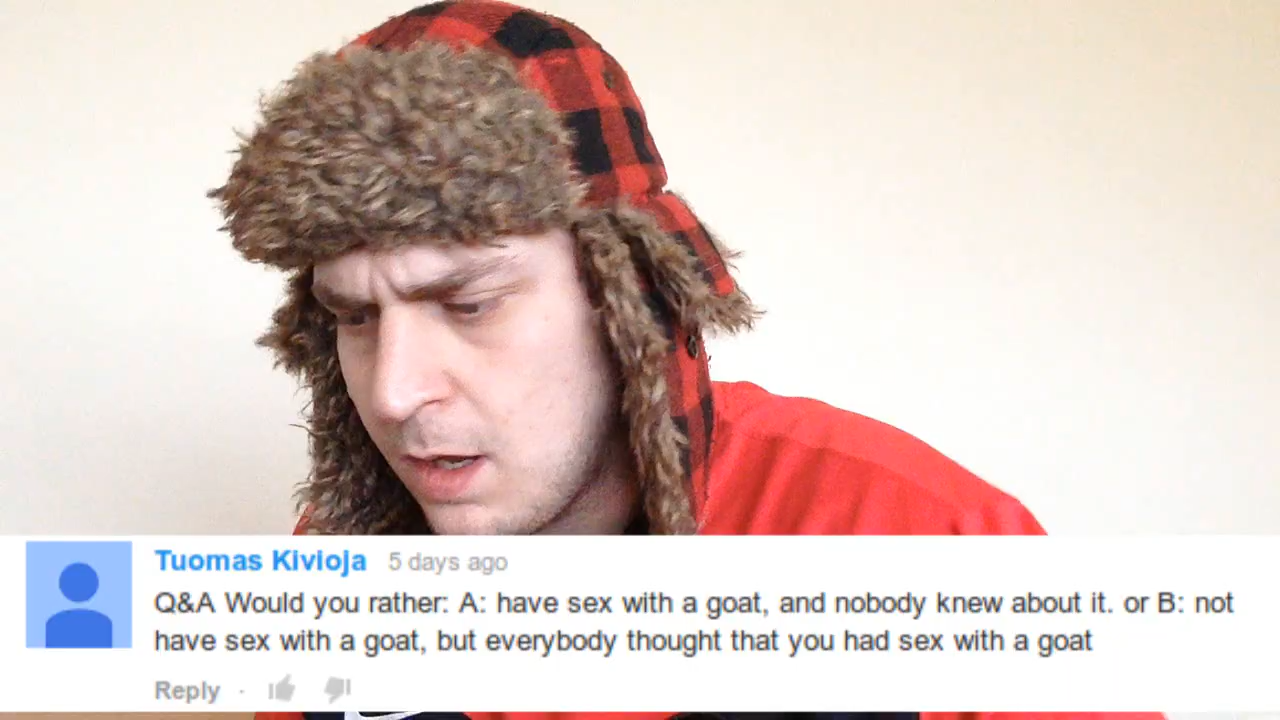 Tuomas Kivioja 5 days ago
Q&A Would you rather: A: have sex with a goat, and nobody knew about it. or B: not
have sex with a goat, but everybody thought that you had sex with a goat
Reply ·